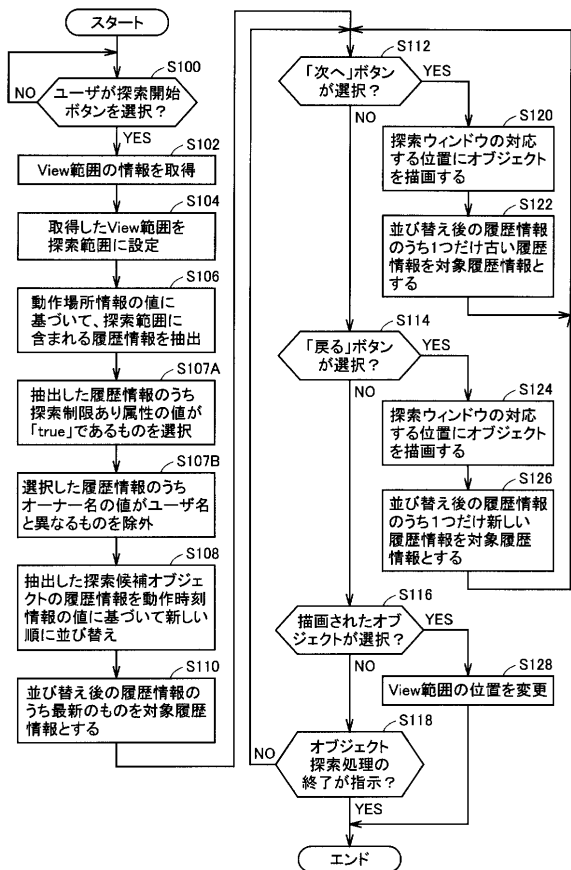 スタート
S100
NO
ユーザが探索開始
ボタンを選択？
YES
S102
View範囲の情報を取得
S104
取得したView範囲を
探索範囲に設定
S106
動作場所情報の値に
基づいて、探索範囲に
含まれる履歴情報を抽出
S107A
抽出した履歴情報のうち
探索制限あり属性の値が
「true」であるものを選択
S107B
選択した履歴情報のうち
オーナー名の値がユーザ名
と異なるものを除外
S108
抽出した探索候補オブジェ
クトの履歴情報を動作時刻
情報の値に基づいて新しい
順に並び替え
S110
並び替え後の履歴情報の
うち最新のものを対象履歴
情報とする
S112
「次へ」ボタン
が選択？
YES
NO
S120
探索ウィンドウの対応
する位置にオブジェクト
を描画する
S122
並び替え後の履歴情報
のうち1つだけ古い履歴
情報を対象履歴情報と
する
S114
「戻る」ボタン
が選択？
YES
NO
S124
探索ウィンドウの対応
する位置にオブジェクト
を描画する
S126
並び替え後の履歴情報
のうち1つだけ新しい
履歴情報を対象履歴
情報とする
S116
描画されたオブ
ジェクトが選択？
YES
NO
S128
View範囲の位置を変更
S118
NO
オブジェクト
探索処理の
終了が指示？
YES
エンド